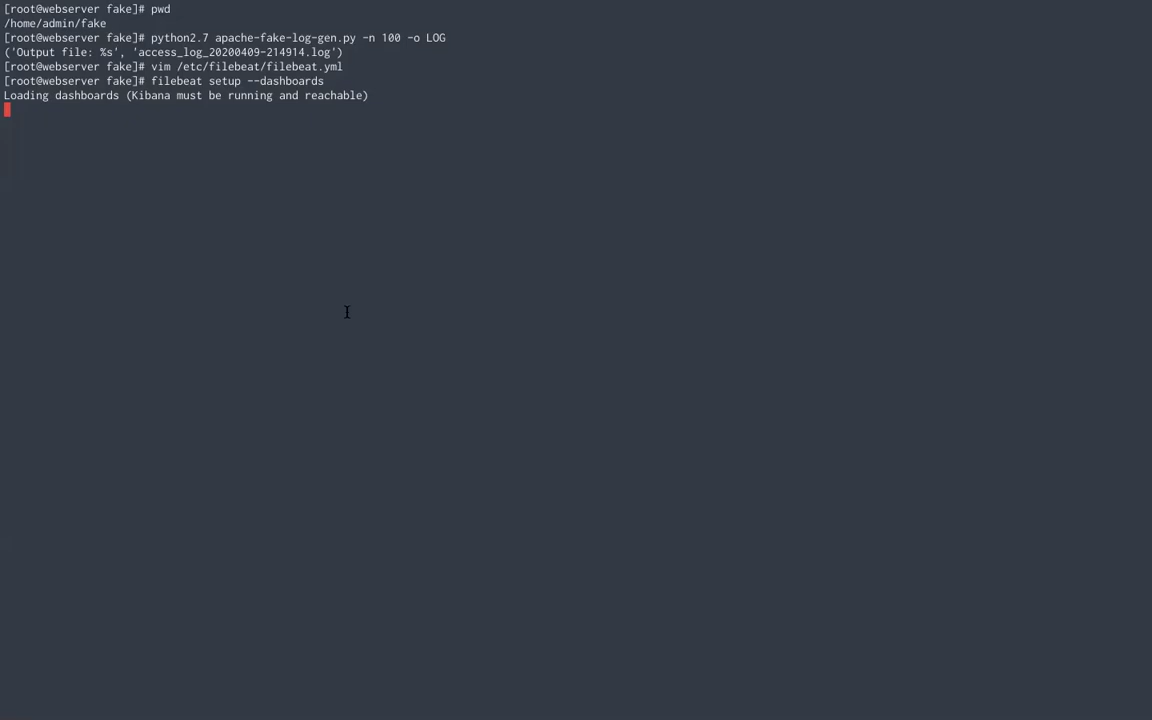 [root@webserver fake]# pwd
/home/admin/fake
[root@webserver fake]# python2.7 apache-fake-log-gen.py -n 100 -o LOG
('Output file: %s', 'access_log_20200409-214914.log')
[root@webserver fake]# vim /etc/filebeat/filebeat.yml
[root@webserver fake]# filebeat setup --dashboards
Loading dashboards (Kibana must be running and reachable)